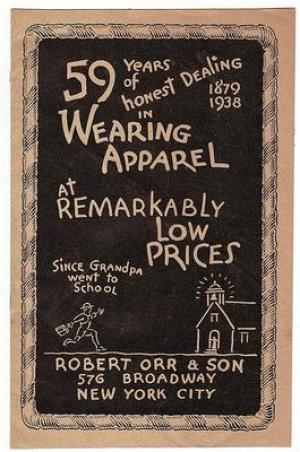 59 YEARS
of
honest DEALING
1879
1938
IN
WEARING
APPAREL
at
REMARKABLY
LOW
PRICES
SINCE GRANDPA
went to
School
ROBERT ORR & SON
576 BROADWAY
NEW YORK CITY